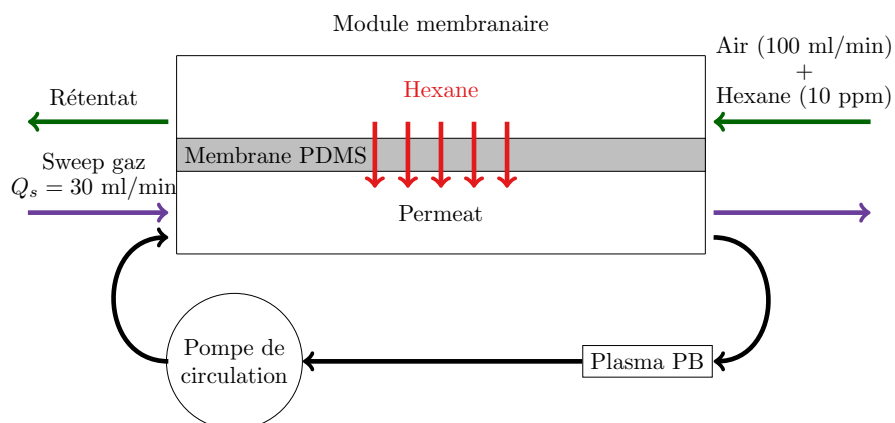 Module membranaire
Air (100 ml/min)
+
Hexane (10 ppm)
Rétentat
Hexane
Membrane PDMS
Sweep gaz
Qs = 30 ml/min
Permeat
Pompe de
circulation
Plasma PB